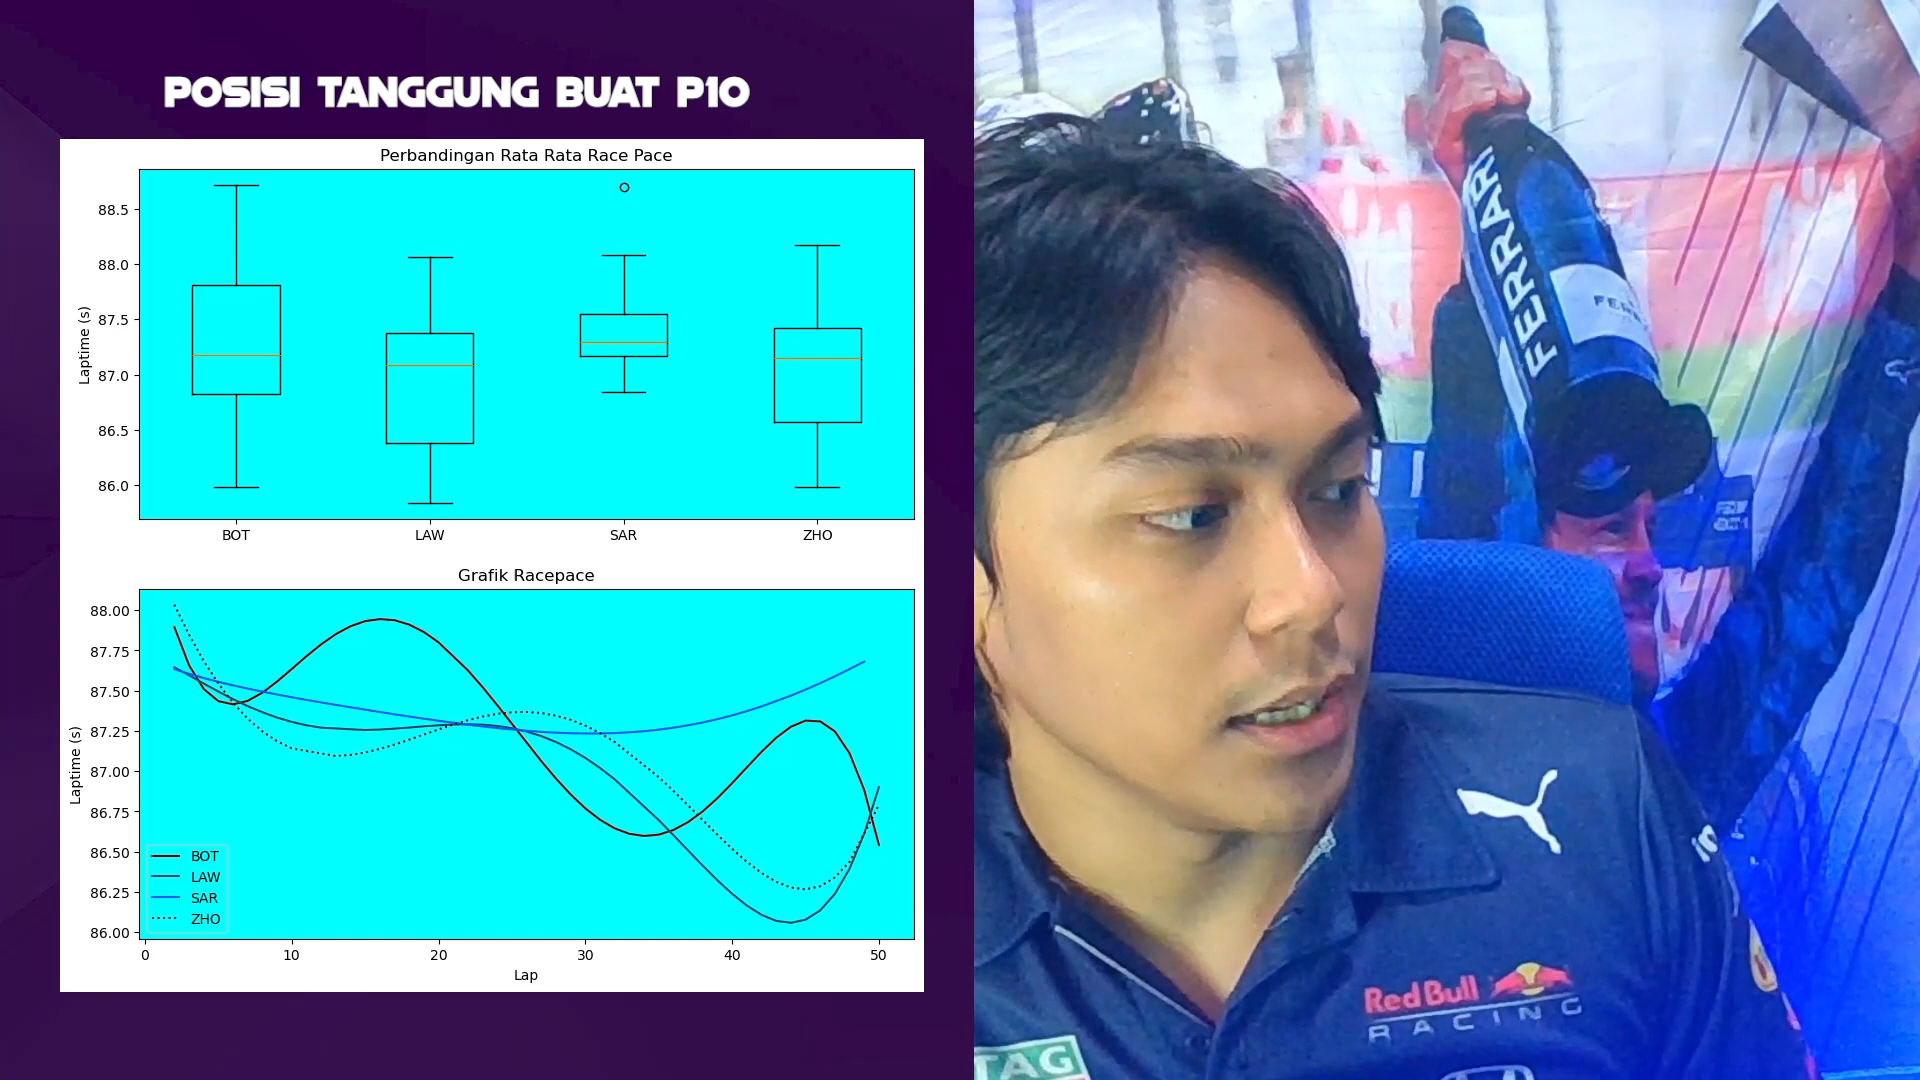 POSISI TANGGUNG BUAT P10
Perbandingan Rata Rata Race Pace
Laptime (s)
88.5
88.0
87.5
87.0
86.5
86.0
BOT LAW SAR ZHO
Grafik Racepace
Laptime (s)
88.00
87.75
87.50
87.25
87.00
86.75
86.50
86.25
86.00
BOT
LAW
SAR
ZHO
0 10 20 30 40 50
Lap
FERRARI
Red Bull
RACING
TAG